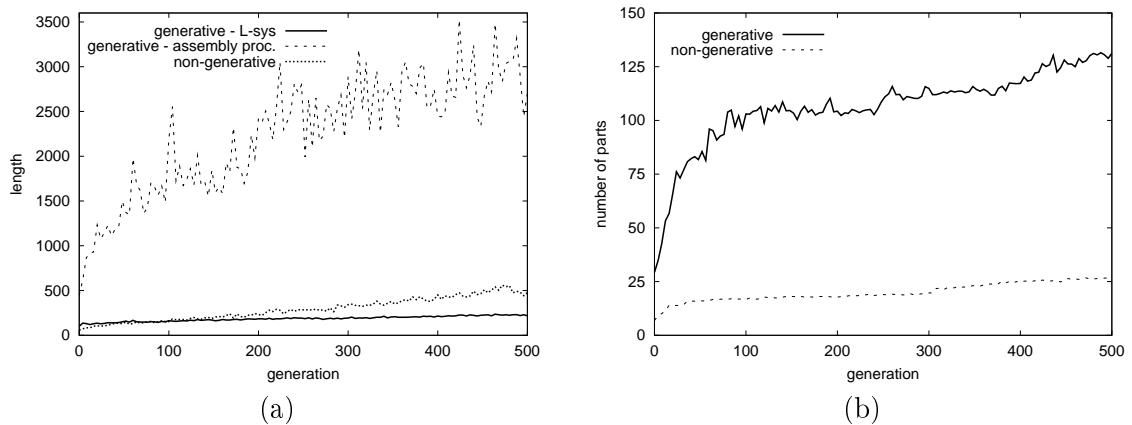 generative - L-sys
generative - assembly proc.
non-generative
3500
3000
2500
2000
1500
1000
500
0
length
0 100 200 300 400 500
generation
(a)
generative
non-generative
150
125
100
75
50
25
0
number of parts
0 100 200 300 400 500
generation
(b)